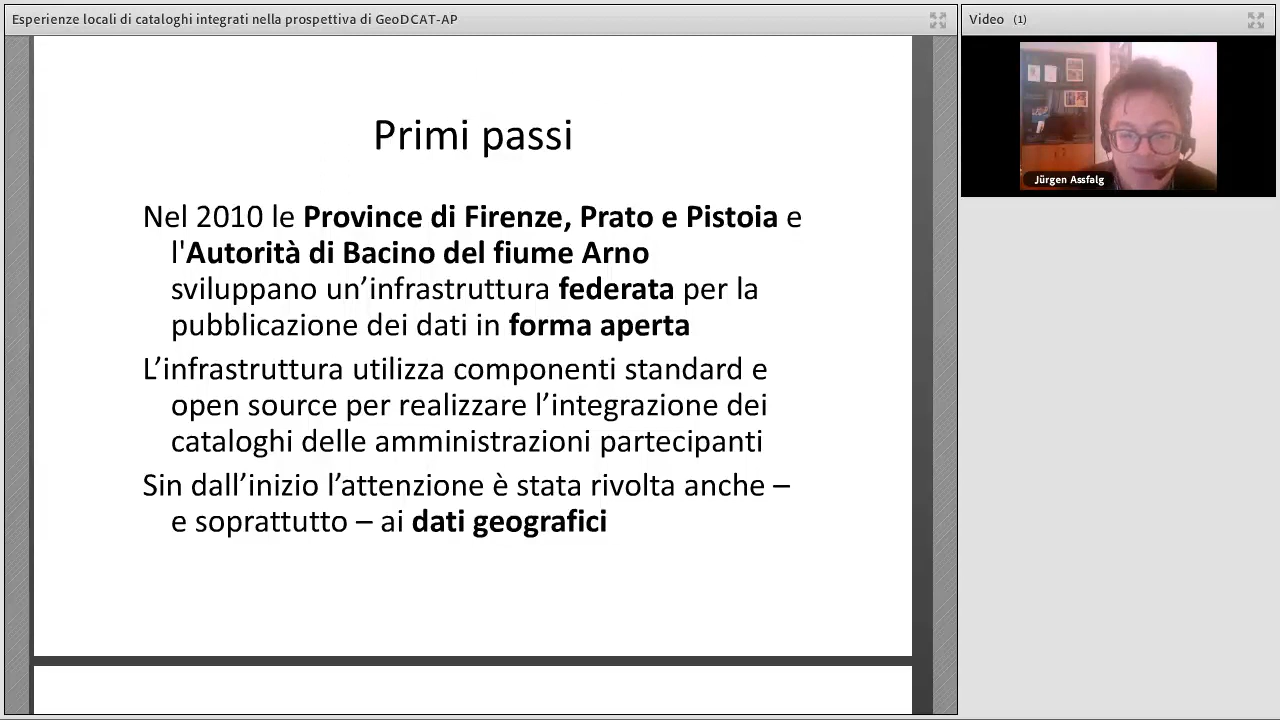 Esperienze locali di cataloghi integrati nella prospettiva di GeoDCAT-AP
Video (1)
Jürgen Assfalg
Primi passi
Nel 2010 le Province di Firenze, Prato e Pistoia e
l'Autorità di Bacino del fiume Arno
sviluppano un’infrastruttura federata per la
pubblicazione dei dati in forma aperta
L’infrastruttura utilizza componenti standard e
open source per realizzare l’integrazione dei
cataloghi delle amministrazioni partecipanti
Sin dall’inizio l’attenzione è stata rivolta anche –
e soprattutto – ai dati geografici